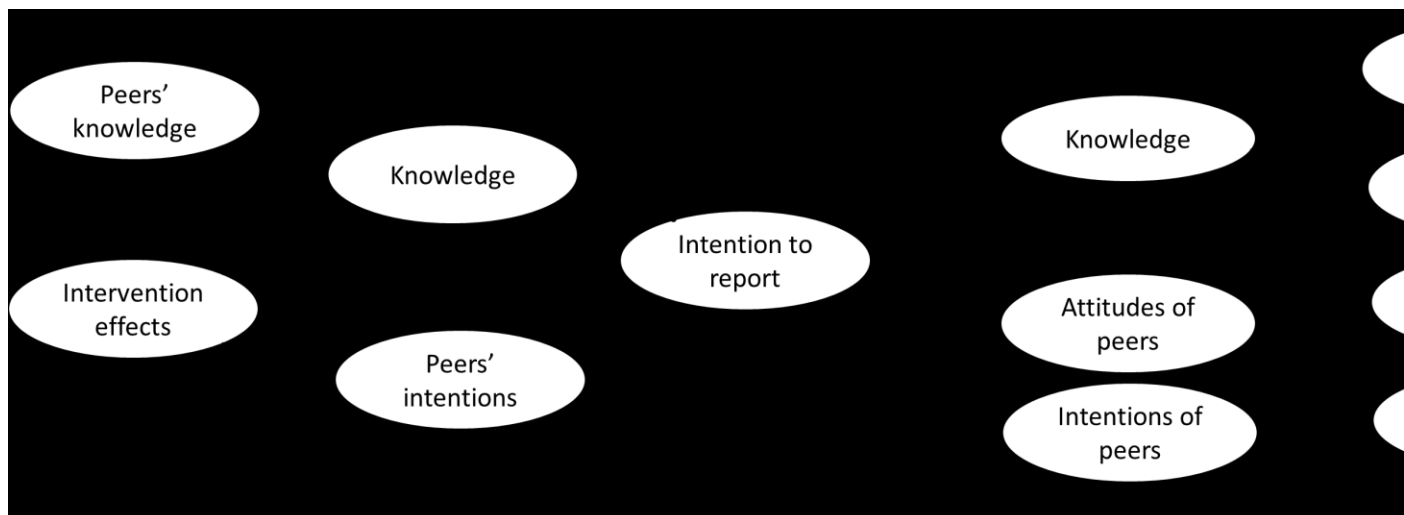 Peers’
knowledge
Knowledge
Intervention
effects
Peers’
intentions
Intention to
report
Knowledge
Attitudes of
peers
Intentions of
peers